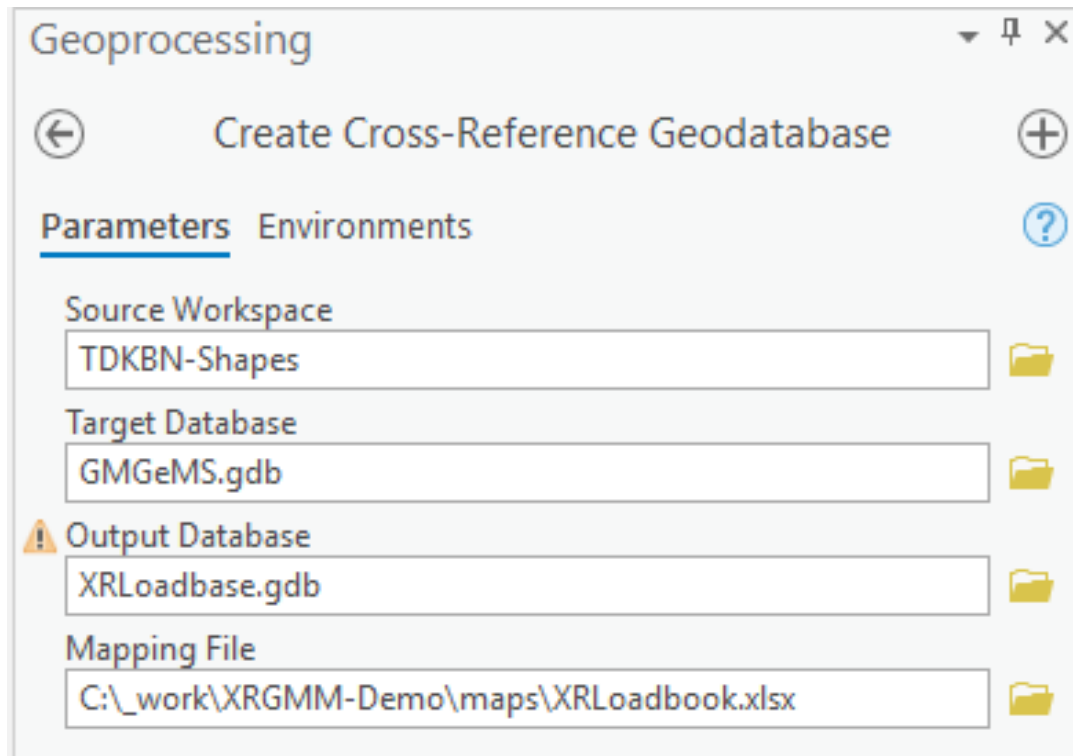 Geoprocessing
Create Cross-Reference Geodatabase
Parameters Environments
Source Workspace
TDKBN-Shapes
Target Database
GMGeMS.gdb
Output Database
XRLoadbase.gdb
Mapping File
C:\_work\XRGMM-Demo\maps\XRLoadbook.xlsx